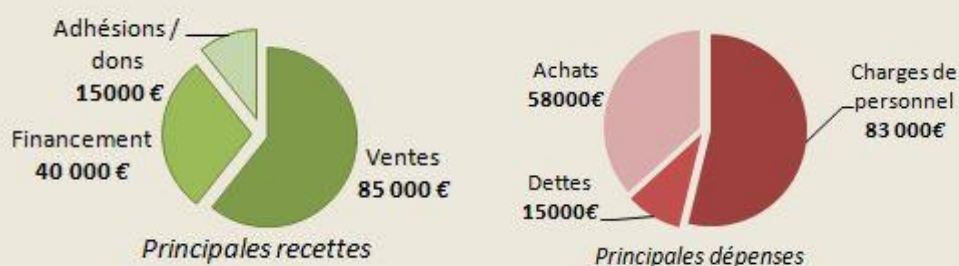 Adhésions /
dons
15000 €
Financement
40 000 €
Ventes
85 000 €
Principales recettes
Achats
58000€
Dettes
15000€
Charges de
personnel
83 000€
Principales dépenses